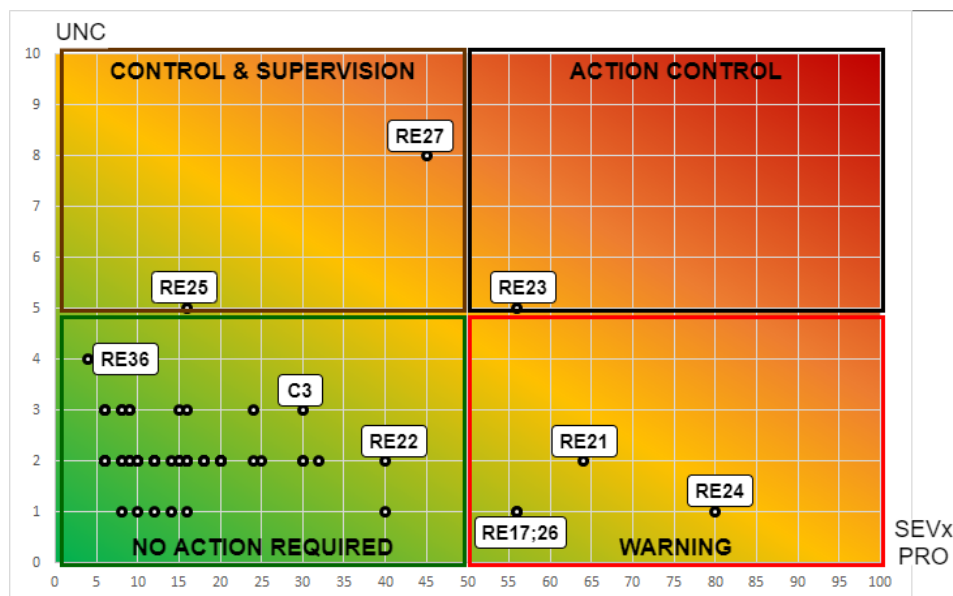 UNC
10
CONTROL & SUPERVISION
ACTION CONTROL
9
RE27
8
7
6
RE25
RE23
5
4
RE36
C3
3
RE22
RE21
2
RE24
1
RE17;26
SEVx
PRO
NO ACTION REQUIRED
WARNING
0
0 5 10 15 20 25 30 35 40 45 50 55 60 65 70 75 80 85 90 95 100